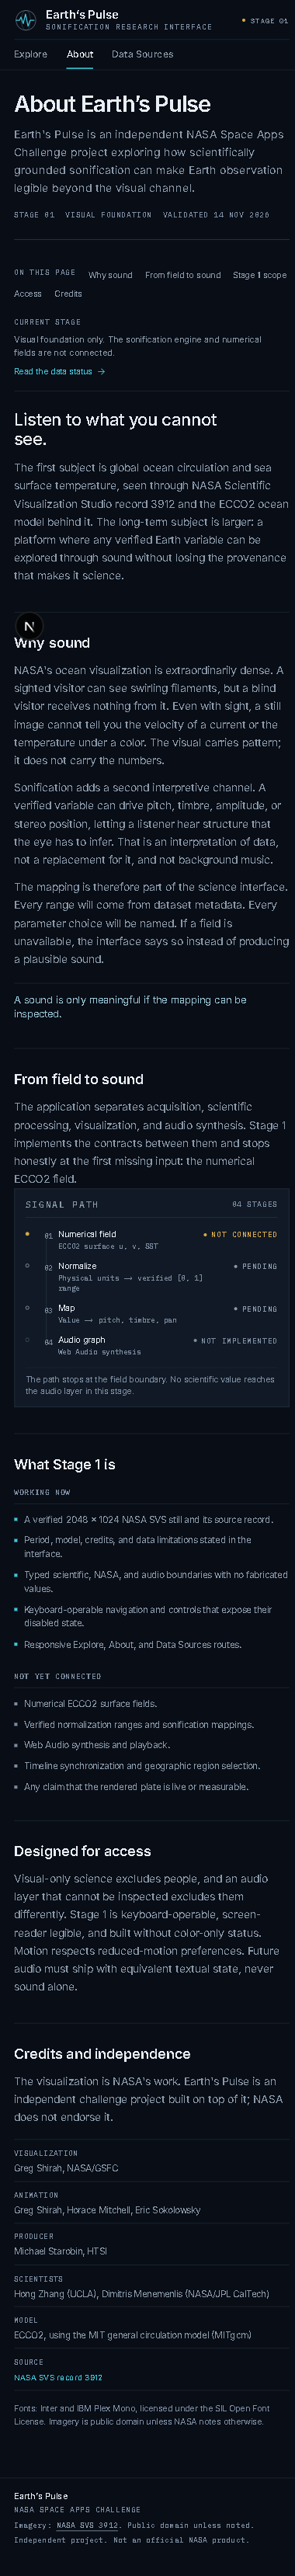 Earth's Pulse
SONIFICATION RESEARCH INTERFACE
STAGE 01
Explore About Data Sources
About Earth's Pulse
Earth's Pulse is an independent NASA Space Apps
Challenge project exploring how scientifically
grounded sonification can make Earth observation
legible beyond the visual channel.
STAGE 01 VISUAL FOUNDATION VALIDATED 14 NOV 2026
ON THIS PAGE Why sound From field to sound Stage 1 scope
Access Credits
CURRENT STAGE
Visual foundation only. The sonification engine and numerical
fields are not connected.
Read the data status →
Listen to what you cannot
see.
The first subject is global ocean circulation and sea
surface temperature, seen through NASA Scientific
Visualization Studio record 3912 and the ECCO2 ocean
model behind it. The long-term subject is larger: a
platform where any verified Earth variable can be
explored through sound without losing the provenance
that makes it science.
N
Why sound
NASA's ocean visualization is extraordinarily dense. A
sighted visitor can see swirling filaments, but a blind
visitor receives nothing from it. Even with sight, a still
image cannot tell you the velocity of a current or the
temperature under a color. The visual carries pattern;
it does not carry the numbers.
Sonification adds a second interpretive channel. A
verified variable can drive pitch, timbre, amplitude, or
stereo position, letting a listener hear structure that
the eye has to infer. That is an interpretation of data,
not a replacement for it, and not background music.
The mapping is therefore part of the science interface.
Every range will come from dataset metadata. Every
parameter choice will be named. If a field is
unavailable, the interface says so instead of producing
a plausible sound.
A sound is only meaningful if the mapping can be
inspected.
From field to sound
The application separates acquisition, scientific
processing, visualization, and audio synthesis. Stage 1
implements the contracts between them and stops
honestly at the first missing input: the numerical
ECCO2 field.
SIGNAL PATH 04 STAGES
01 Numerical field NOT CONNECTED
ECCO2 surface u, v, SST
02 Normalize PENDING
Physical units → verified [0, 1]
range
03 Map PENDING
Value → pitch, timbre, pan
04 Audio graph NOT IMPLEMENTED
Web Audio synthesis
The path stops at the field boundary. No scientific value reaches
the audio layer in this stage.
What Stage 1 is
WORKING NOW
A verified 2048 × 1024 NASA SVS still and its source record.
Period, model, credits, and data limitations stated in the
interface.
Typed scientific, NASA, and audio boundaries with no fabricated
values.
Keyboard-operable navigation and controls that expose their
disabled state.
Responsive Explore, About, and Data Sources routes.
NOT YET CONNECTED
Numerical ECCO2 surface fields.
Verified normalization ranges and sonification mappings.
Web Audio synthesis and playback.
Timeline synchronization and geographic region selection.
Any claim that the rendered plate is live or measurable.
Designed for access
Visual-only science excludes people, and an audio
layer that cannot be inspected excludes them
differently. Stage 1 is keyboard-operable, screen-
reader legible, and built without color-only status.
Motion respects reduced-motion preferences. Future
audio must ship with equivalent textual state, never
sound alone.
Credits and independence
The visualization is NASA's work. Earth's Pulse is an
independent challenge project built on top of it; NASA
does not endorse it.
VISUALIZATION
Greg Shirah, NASA/GSFC
ANIMATION
Greg Shirah, Horace Mitchell, Eric Sokolowsky
PRODUCER
Michael Starobin, HTSI
SCIENTISTS
Hong Zhang (UCLA), Dimitris Menemenlis (NASA/JPL CalTech)
MODEL
ECCO2, using the MIT general circulation model (MITgcm)
SOURCE
NASA SVS record 3912
Fonts: Inter and IBM Plex Mono, licensed under the SIL Open Font
License. Imagery is public domain unless NASA notes otherwise.
Earth's Pulse
NASA SPACE APPS CHALLENGE
Imagery: NASA SVS 3912. Public domain unless noted.
Independent project. Not an official NASA product.